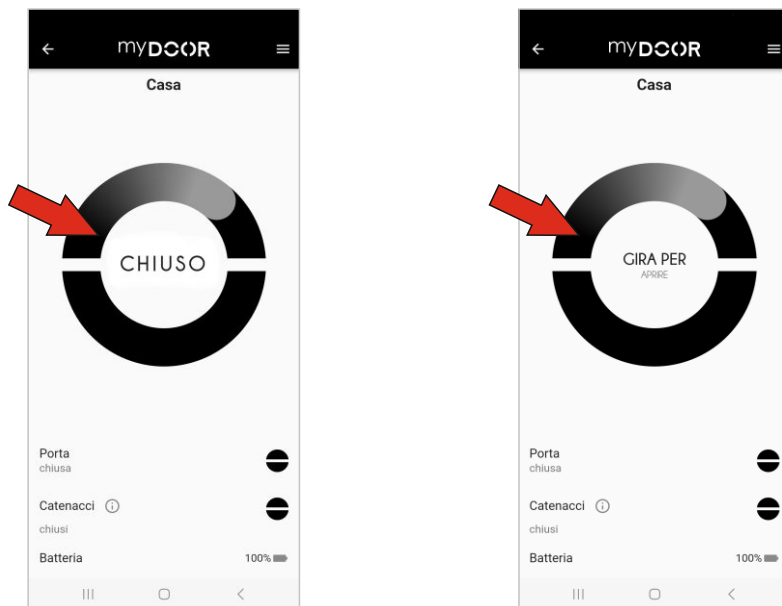 myDOOR
Casa
CHIUSO
Porta
chiusa
Catenacci
chiusi
Batteria 100%
myDOOR
Casa
GIRA PER
APRIRE
Porta
chiusa
Catenacci
chiusi
Batteria 100%